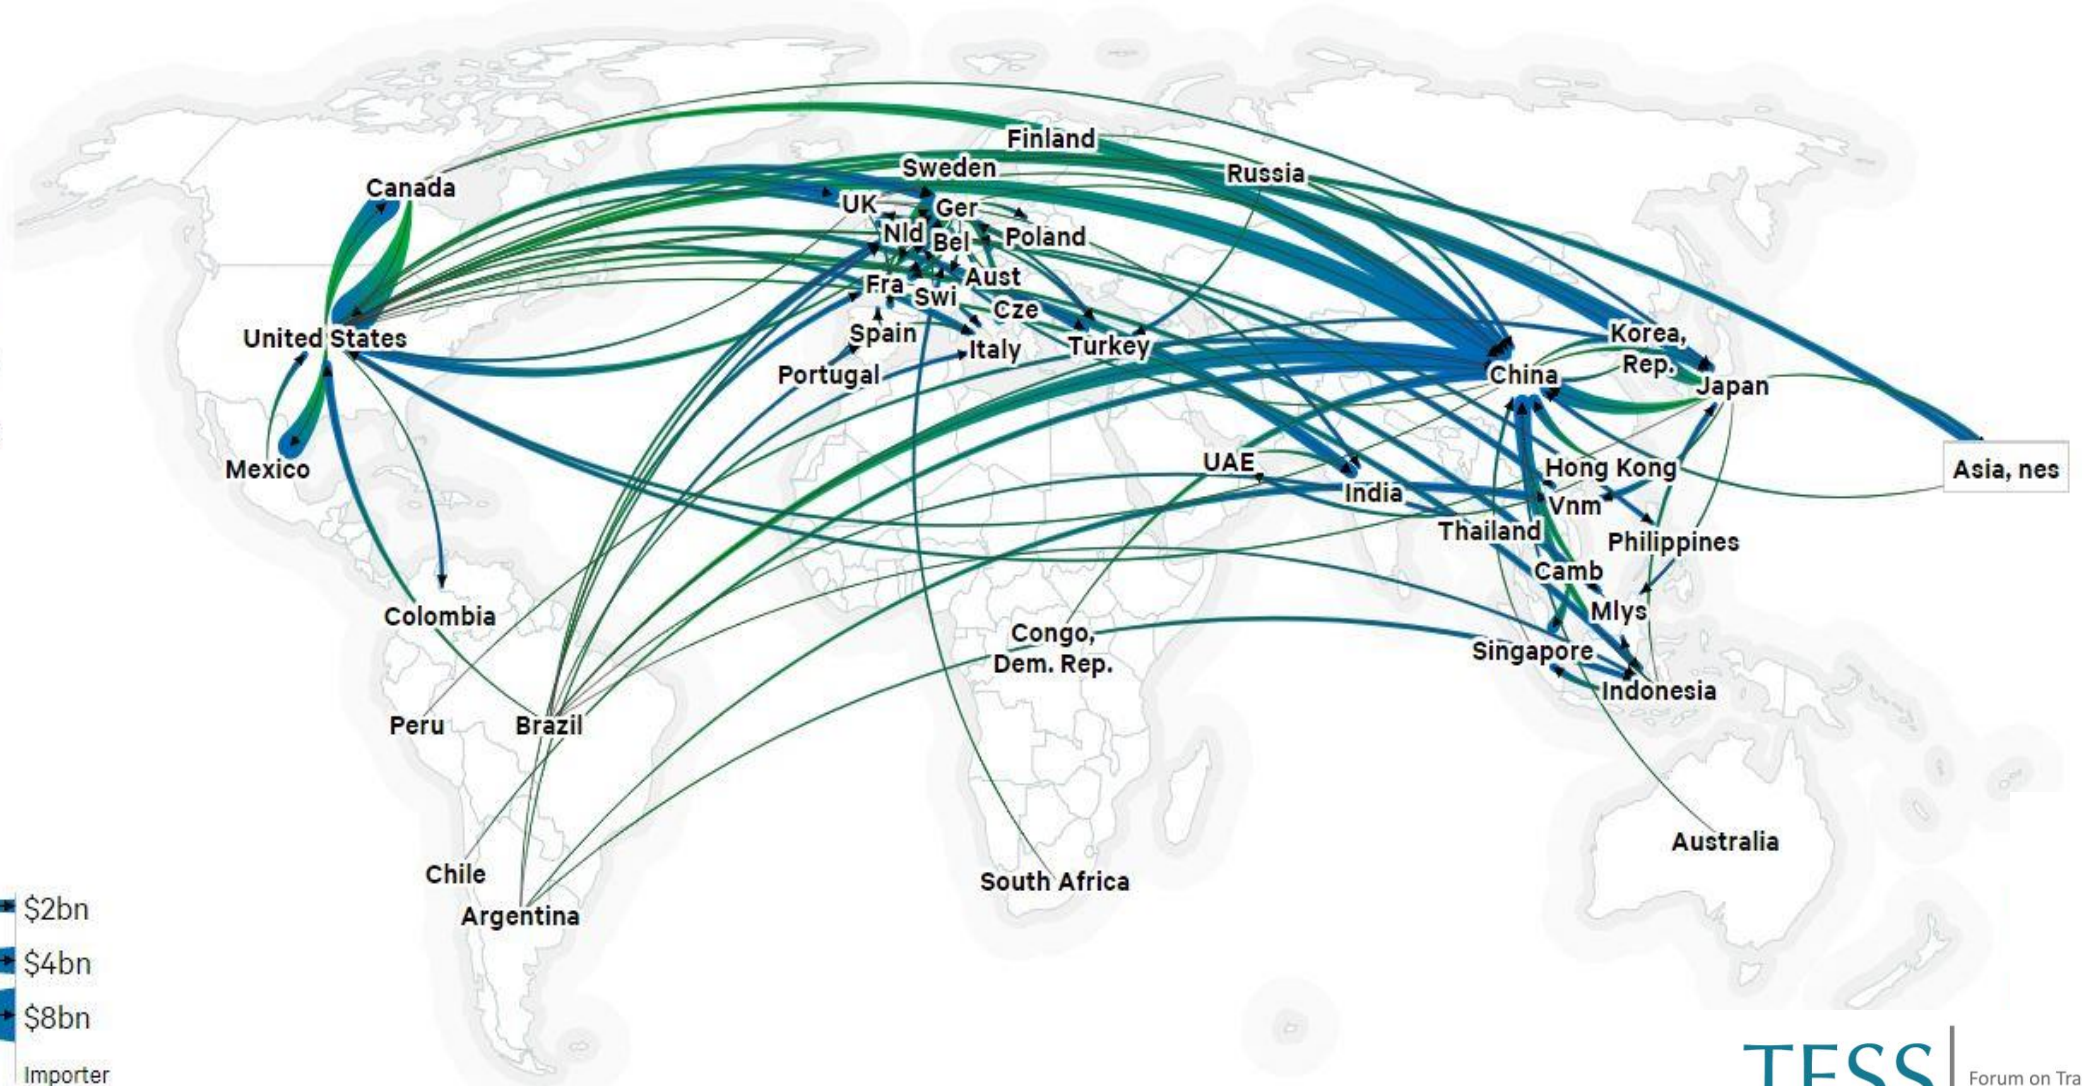 Finland
Sweden
Russia
Canada
UK
Ger
Nld
Bel
Poland
Aust
Fra
Swi
Cze
Spain
Italy
Turkey
United States
Korea,
Rep.
Portugal
China
Japan
Mexico
UAE
Hong Kong
Asia, nes
India
Vnm
Thailand
Philippines
Camb
Colombia
Mlys
Congo,
Dem. Rep.
Singapore
Indonesia
Peru
Brazil
Australia
Chile
South Africa
Argentina
$2bn
$4bn
$8bn
Importer
TESS
Forum on Tra